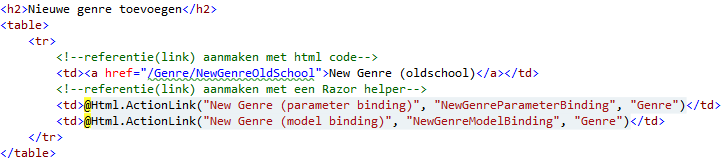 <h2>Nieuwe genre toevoegen</h2>
<table>
    <tr>
        <!--referentie(link) aanmaken met html code-->
        <td><a href="/Genre/NewGenreOldSchool">New Genre (oldschool)</a></td>
        <!--referentie(link) aanmaken met een Razor helper-->
        <td>@Html.ActionLink("New Genre (parameter binding)", "NewGenreParameterBinding", "Genre")</td>
        <td>@Html.ActionLink("New Genre (model binding)", "NewGenreModelBinding", "Genre")</td>
    </tr>
</table>